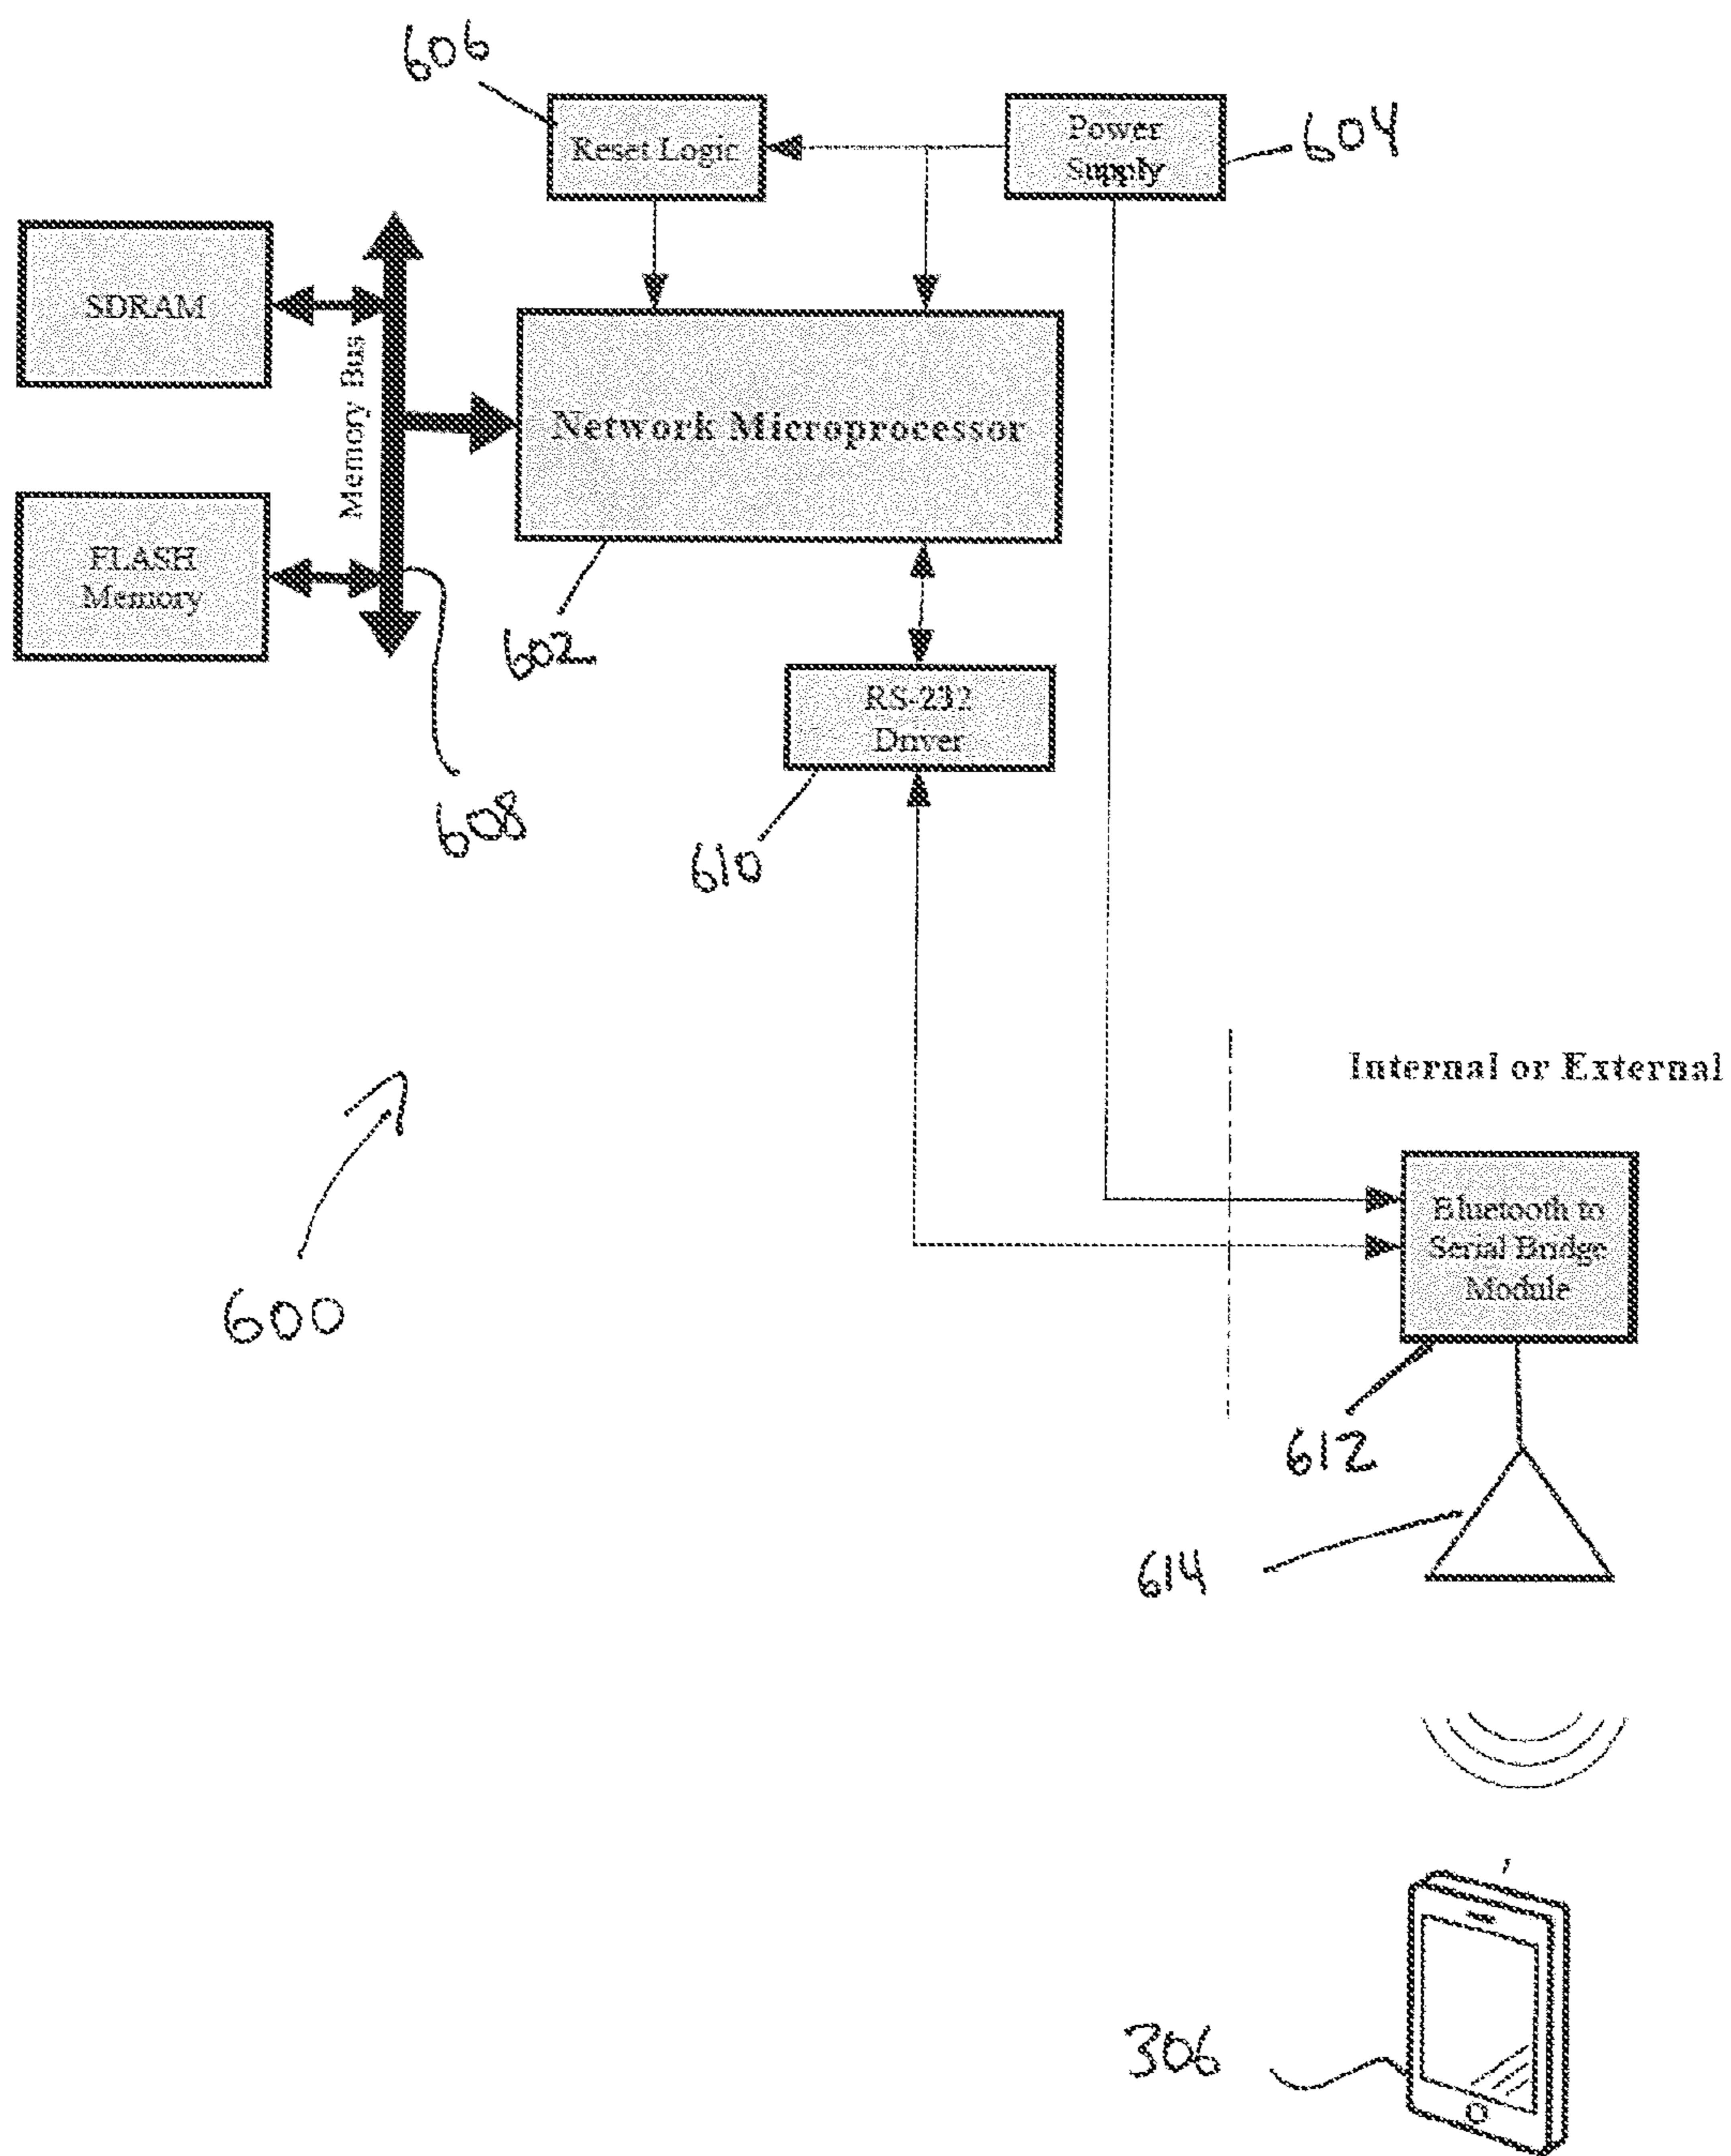 606
Reset Logic
Power
Supply
604
SDRAM
Memory Bus
Network Microprocessor
FLASH
Memory
602
RS-232
Driver
608
610
Internal or External
600
Bluetooth to
Serial Bridge
Module
612
614
306